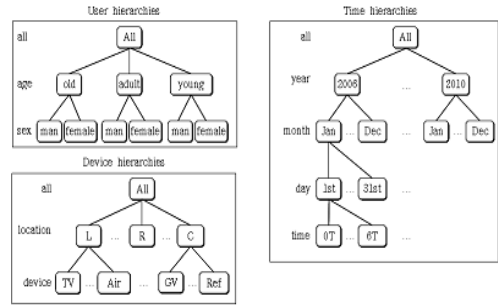 User hierarchies
all All
age old adult young
sex man female man female man female
Device hierarchies
all All
location L ... R ... C
device TV ... Air ... GV ... Ref
Time hierarchies
all All
year 2006 ... 2010
month Jan ... Dec Jan ... Dec
day 1st ... 31st ...
time 0T ... 6T ...